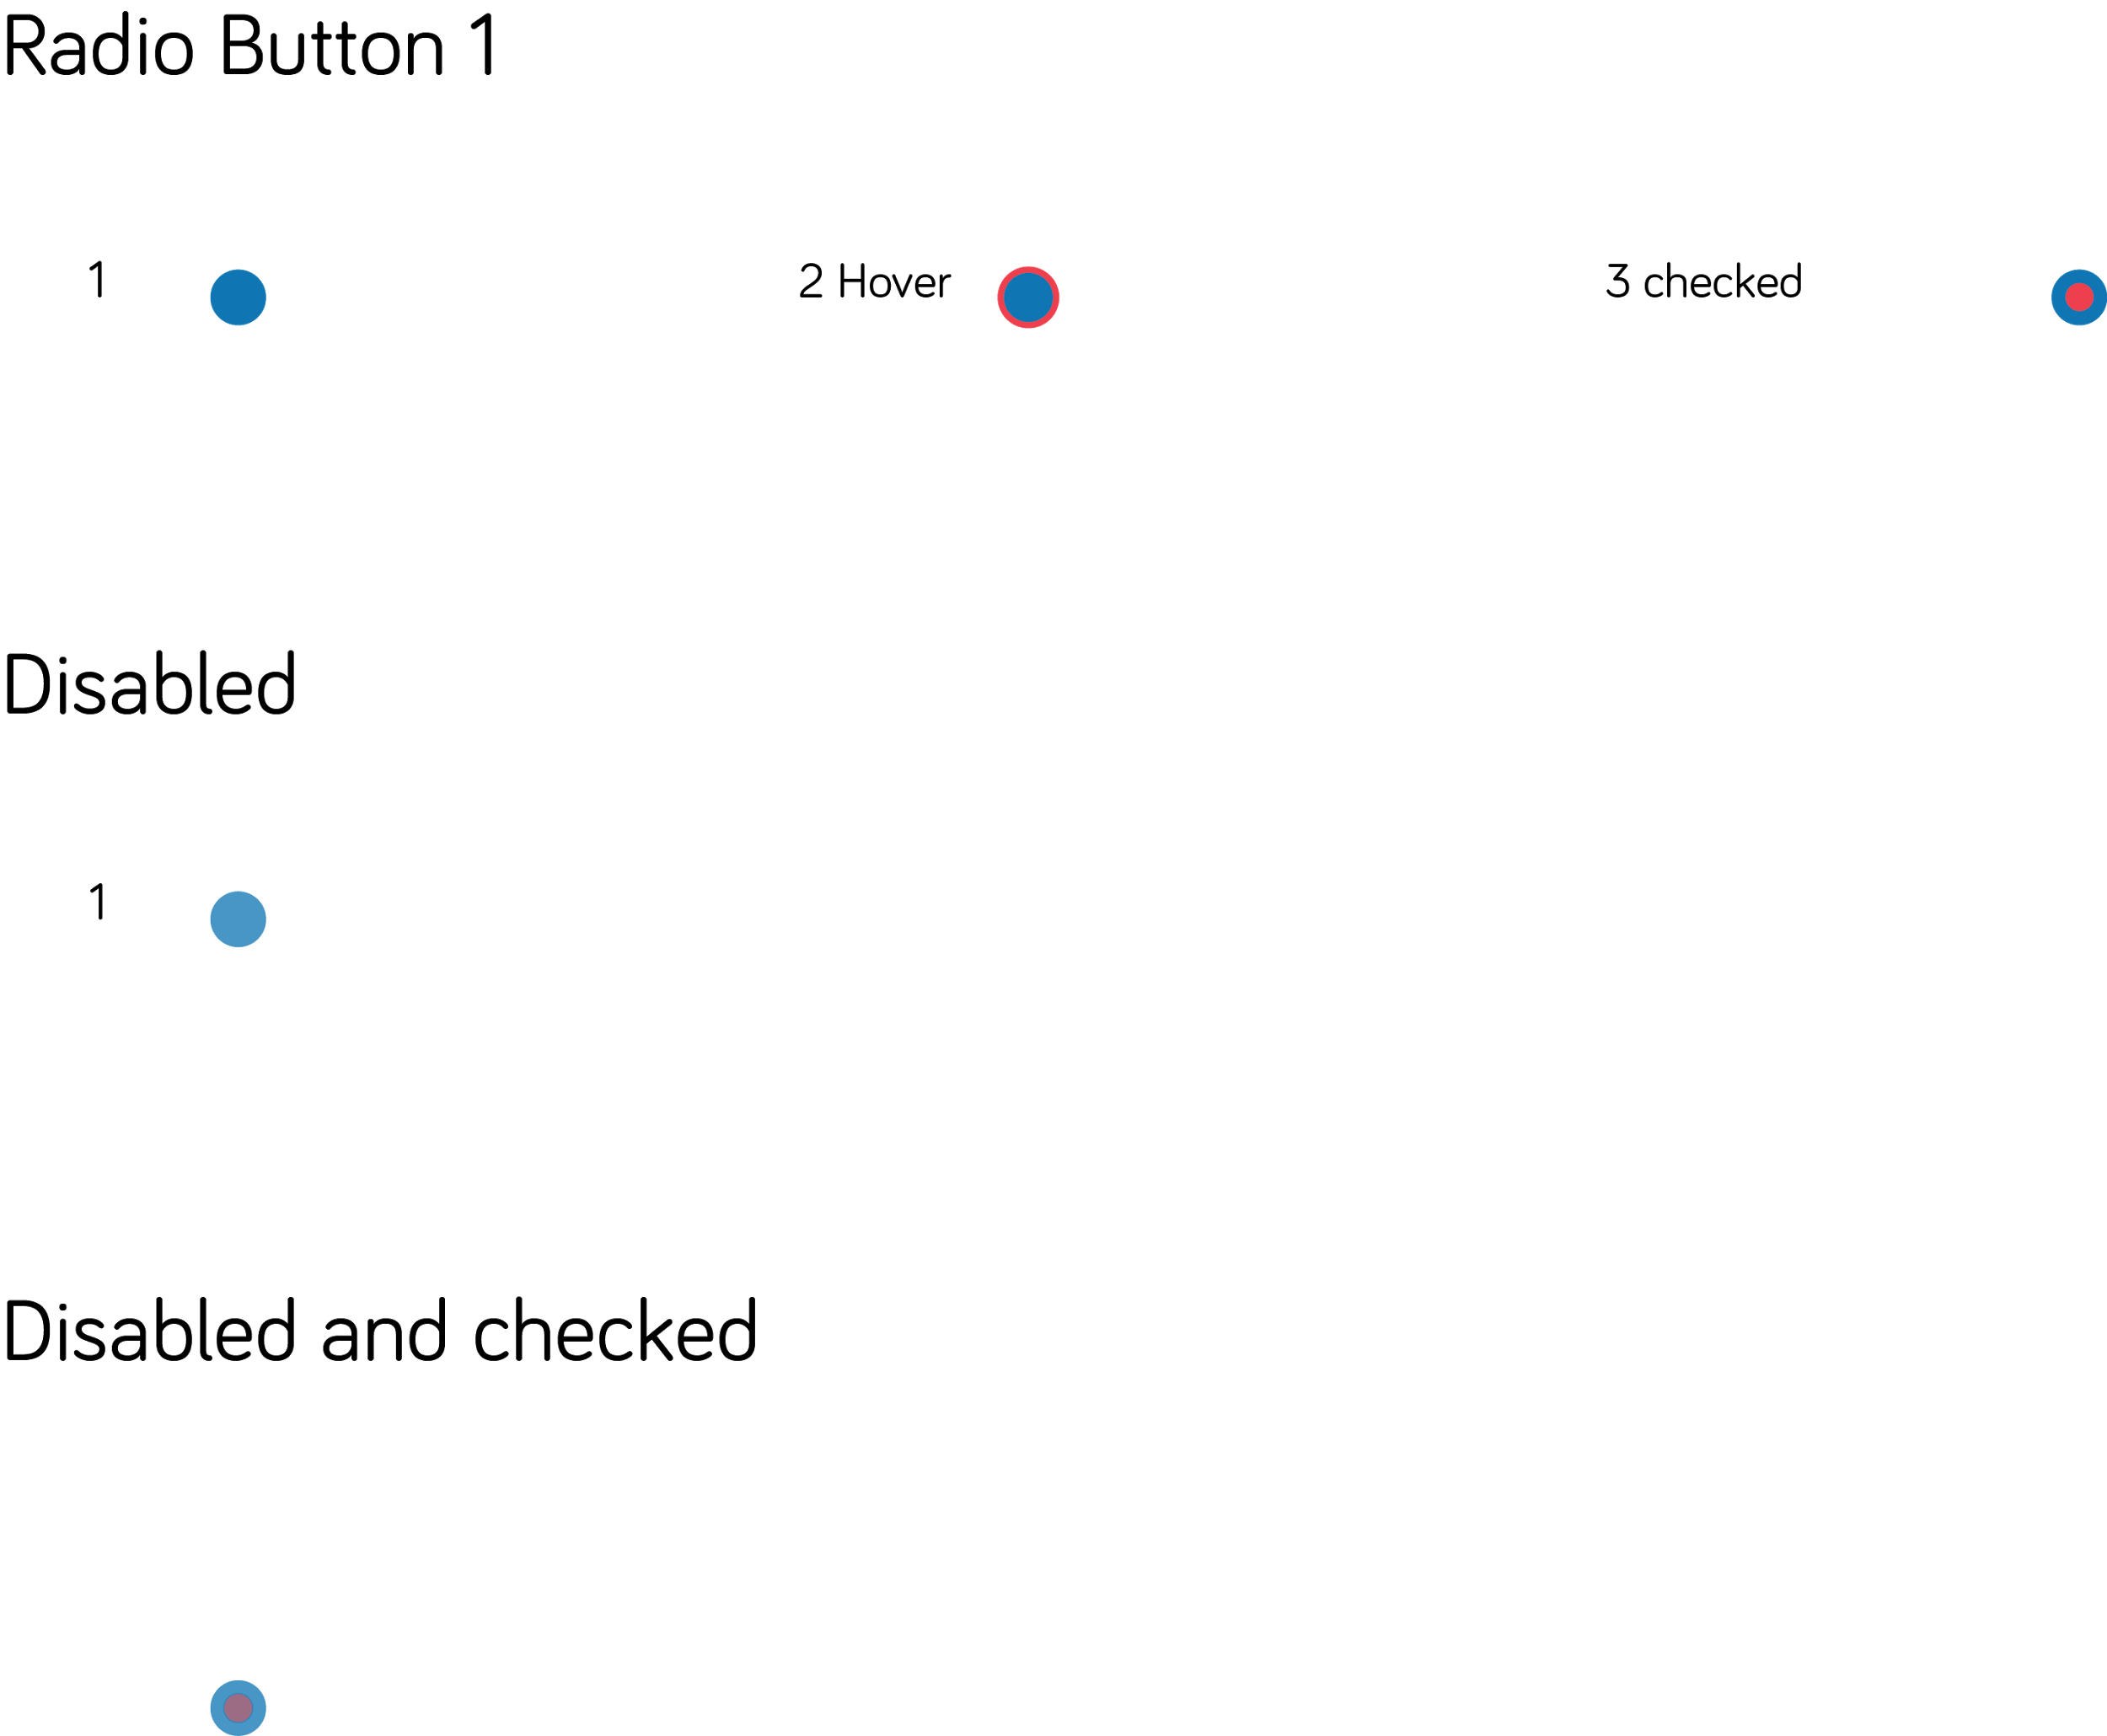 Radio Button 1
1
2 Hover
3 checked
Disabled
1
Disabled and checked